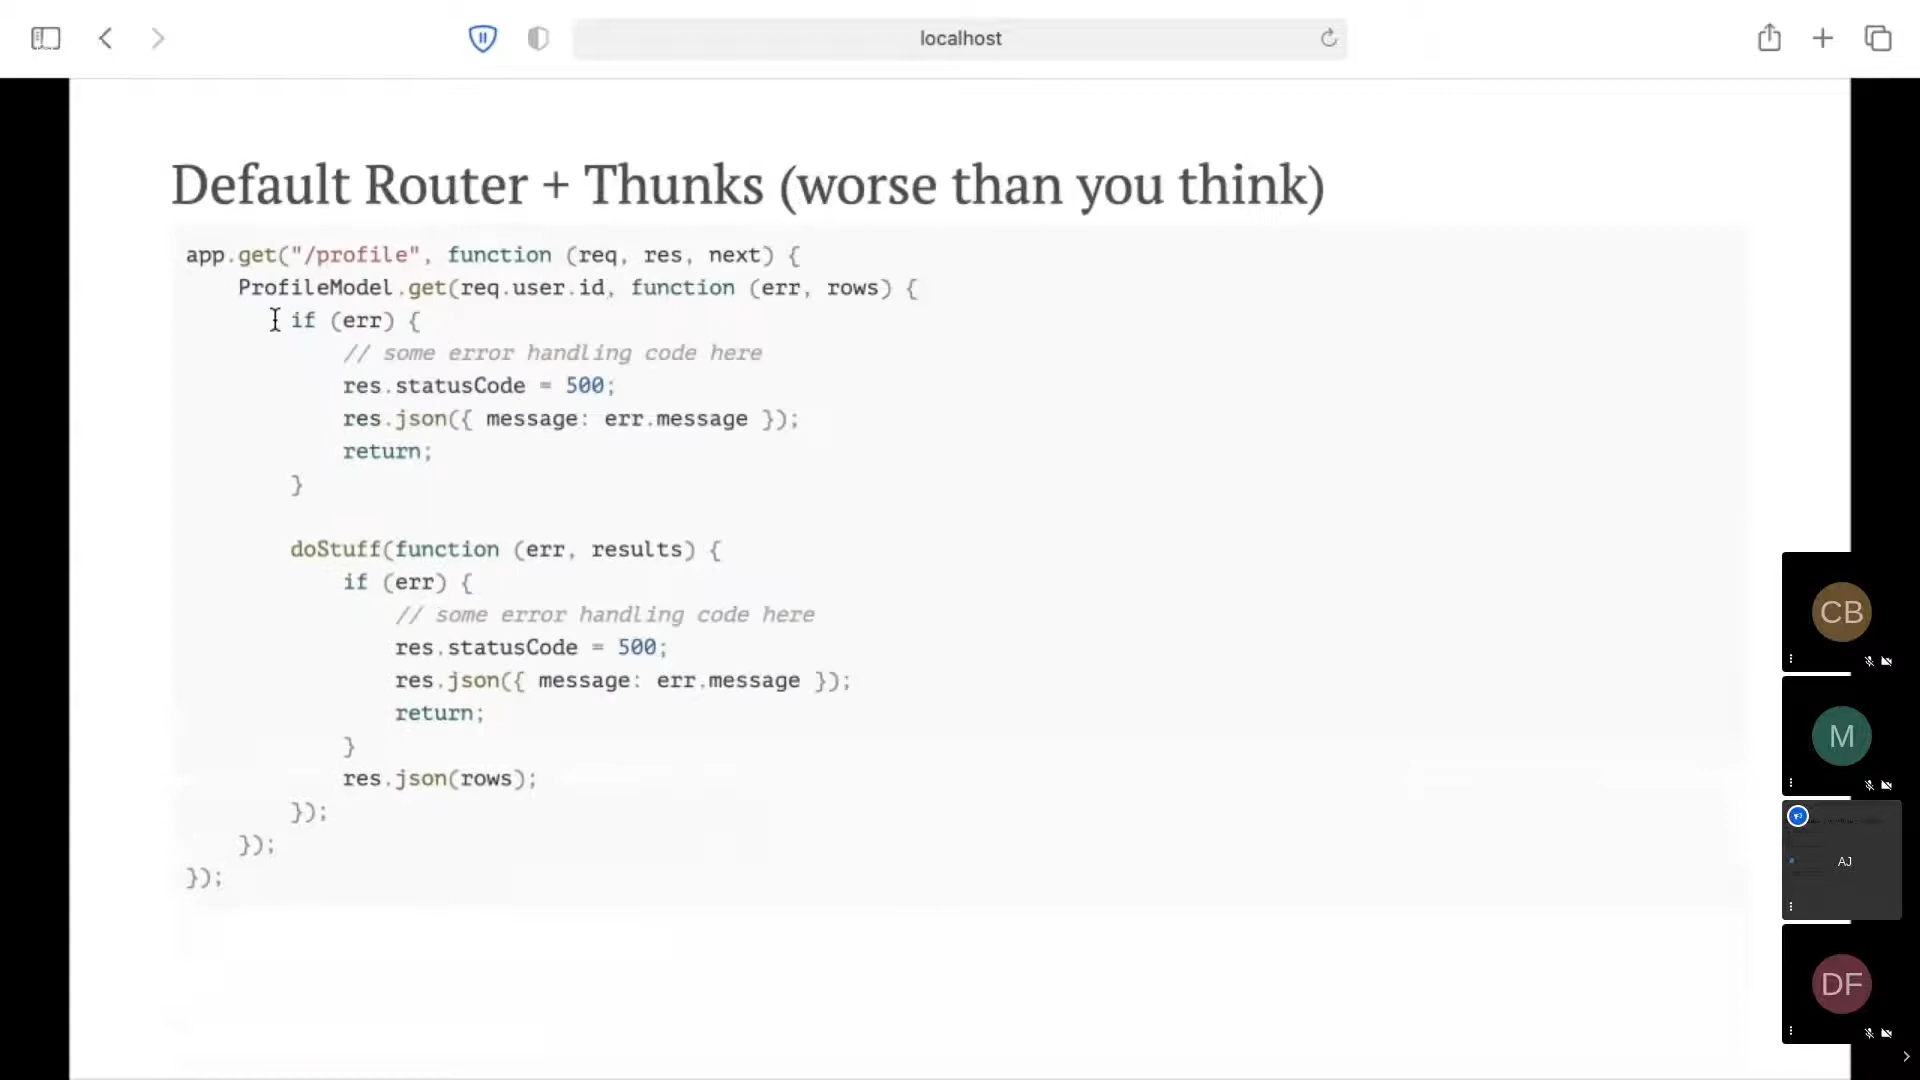 localhost
Default Router + Thunks (worse than you think)
app.get("/profile", function (req, res, next) {
    ProfileModel.get(req.user.id, function (err, rows) {
        if (err) {
            // some error handling code here
            res.statusCode = 500;
            res.json({ message: err.message });
            return;
        }

        doStuff(function (err, results) {
            if (err) {
                // some error handling code here
                res.statusCode = 500;
                res.json({ message: err.message });
                return;
            }
            res.json(rows);
        });
    });
});
CB
M
AJ
DF